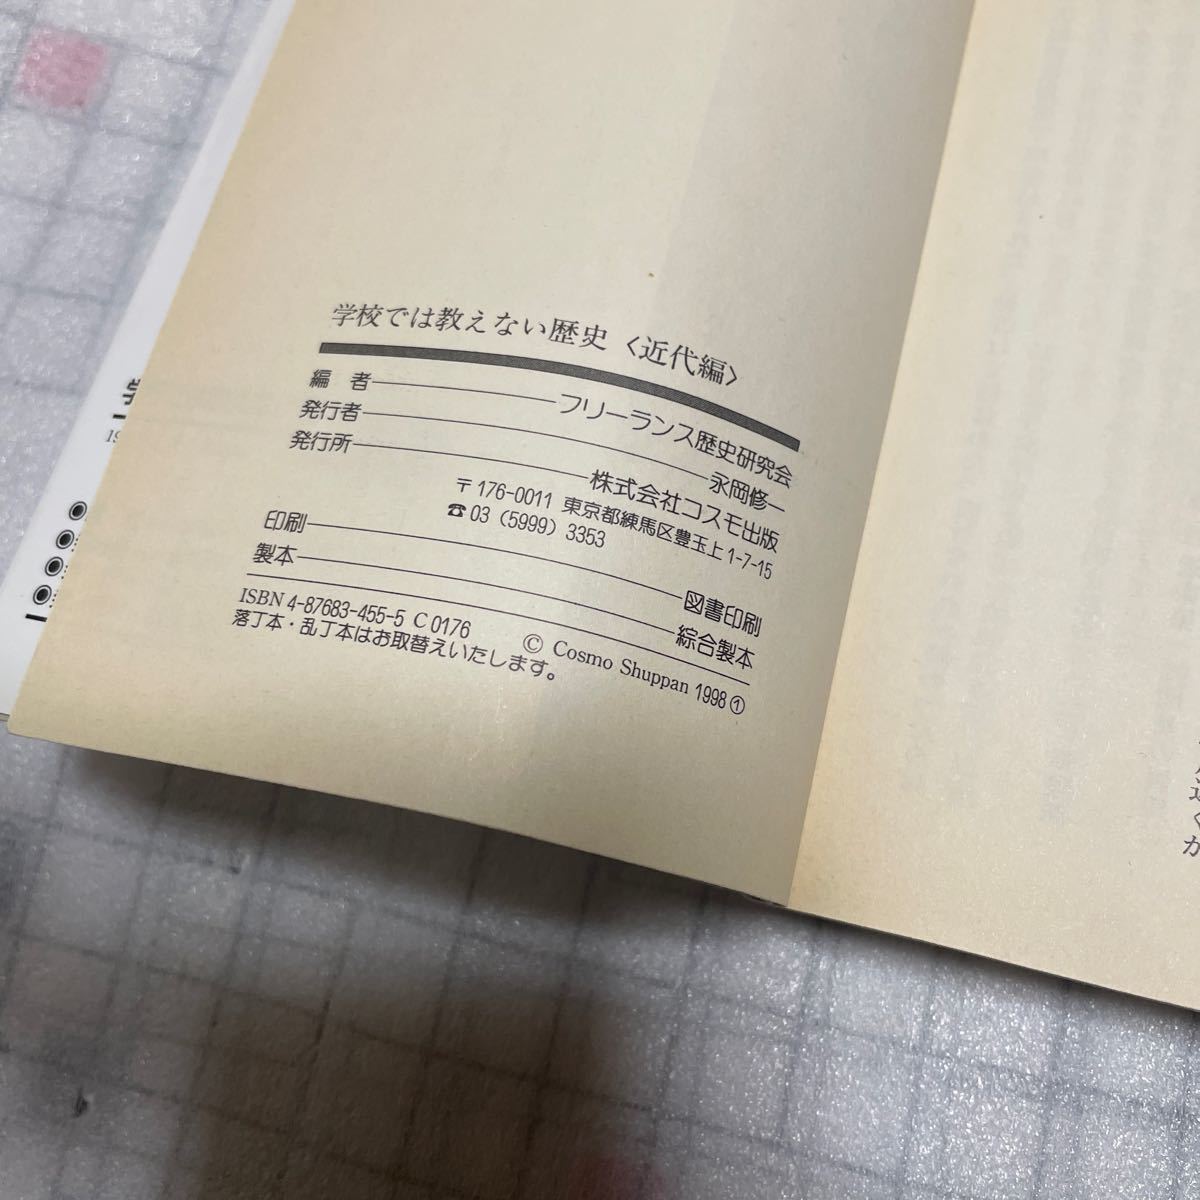 学校では教えない歴史〈近代編〉
編 者――フリーランス歴史研究会
発行者――永岡修一
発行所――株式会社コスモ出版
〒176-0011 東京都練馬区豊玉上1-7-15
☎03（5999）3353
印刷――図書印刷
製本――綜合製本
ISBN 4-87683-455-5 C 0176
© Cosmo Shuppan 1998 ①
落丁本・乱丁本はお取替えいたします。